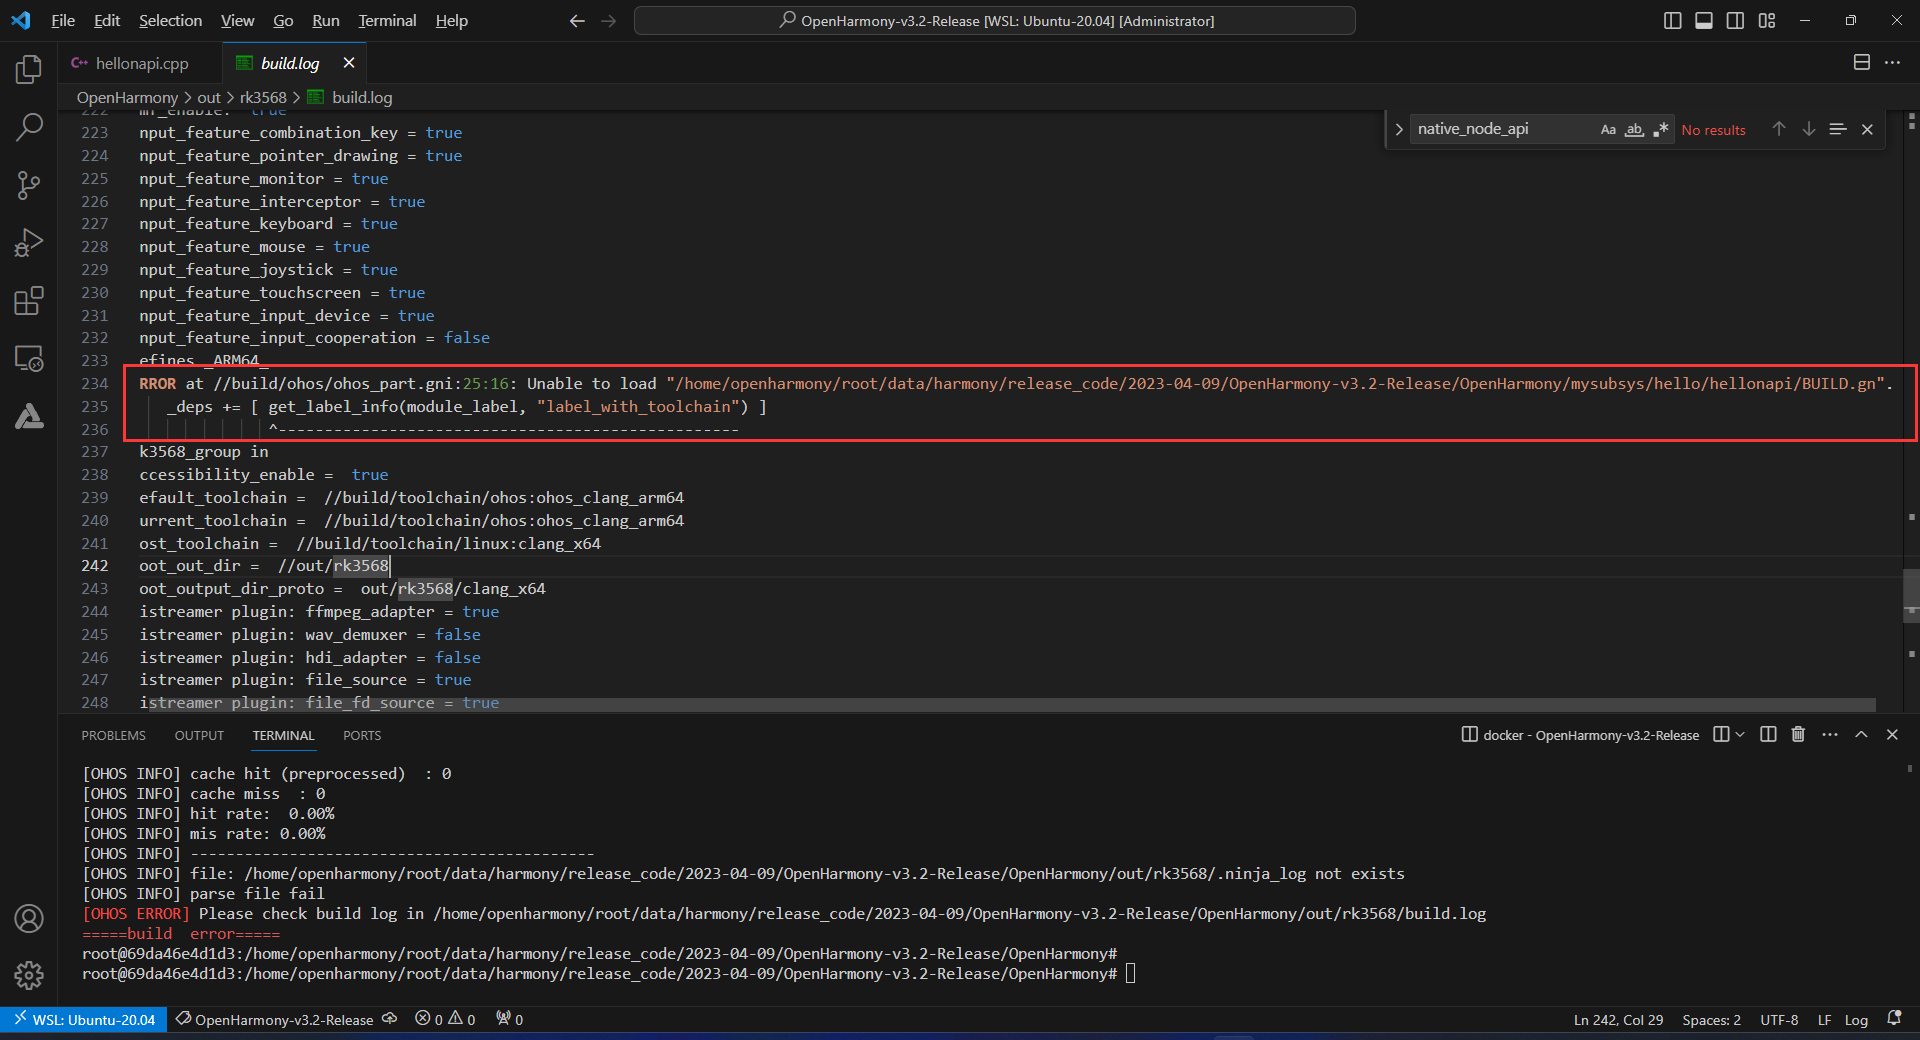 File Edit Selection View Go Run Terminal Help
OpenHarmony-v3.2-Release [WSL: Ubuntu-20.04] [Administrator]
hellonapi.cpp
build.log
OpenHarmony > out > rk3568 > build.log
native_node_api
Aa ab .*
No results
222 mf_enable: true
223 nput_feature_combination_key = true
224 nput_feature_pointer_drawing = true
225 nput_feature_monitor = true
226 nput_feature_interceptor = true
227 nput_feature_keyboard = true
228 nput_feature_mouse = true
229 nput_feature_joystick = true
230 nput_feature_touchscreen = true
231 nput_feature_input_device = true
232 nput_feature_input_cooperation = false
233 efines _ARM64_
234 RROR at //build/ohos/ohos_part.gni:25:16: Unable to load "/home/openharmony/root/data/harmony/release_code/2023-04-09/OpenHarmony-v3.2-Release/OpenHarmony/mysubsys/hello/hellonapi/BUILD.gn".
235 _deps += [ get_label_info(module_label, "label_with_toolchain") ]
236 ^--------------------------------------------------
237 k3568_group in
238 ccessibility_enable = true
239 efault_toolchain = //build/toolchain/ohos:ohos_clang_arm64
240 urrent_toolchain = //build/toolchain/ohos:ohos_clang_arm64
241 ost_toolchain = //build/toolchain/linux:clang_x64
242 oot_out_dir = //out/rk3568
243 oot_output_dir_proto = out/rk3568/clang_x64
244 istreamer plugin: ffmpeg_adapter = true
245 istreamer plugin: wav_demuxer = false
246 istreamer plugin: hdi_adapter = false
247 istreamer plugin: file_source = true
248 istreamer plugin: file_fd_source = true
PROBLEMS OUTPUT TERMINAL PORTS
docker - OpenHarmony-v3.2-Release
[OHOS INFO] cache hit (preprocessed)  : 0
[OHOS INFO] cache miss  : 0
[OHOS INFO] hit rate:  0.00%
[OHOS INFO] mis rate: 0.00%
[OHOS INFO] ---------------------------------------------
[OHOS INFO] file: /home/openharmony/root/data/harmony/release_code/2023-04-09/OpenHarmony-v3.2-Release/OpenHarmony/out/rk3568/.ninja_log not exists
[OHOS INFO] parse file fail
[OHOS ERROR] Please check build log in /home/openharmony/root/data/harmony/release_code/2023-04-09/OpenHarmony-v3.2-Release/OpenHarmony/out/rk3568/build.log
=====build  error=====
root@69da46e4d1d3:/home/openharmony/root/data/harmony/release_code/2023-04-09/OpenHarmony-v3.2-Release/OpenHarmony#
root@69da46e4d1d3:/home/openharmony/root/data/harmony/release_code/2023-04-09/OpenHarmony-v3.2-Release/OpenHarmony#
WSL: Ubuntu-20.04 OpenHarmony-v3.2-Release 0 0 0 Ln 242, Col 29 Spaces: 2 UTF-8 LF Log